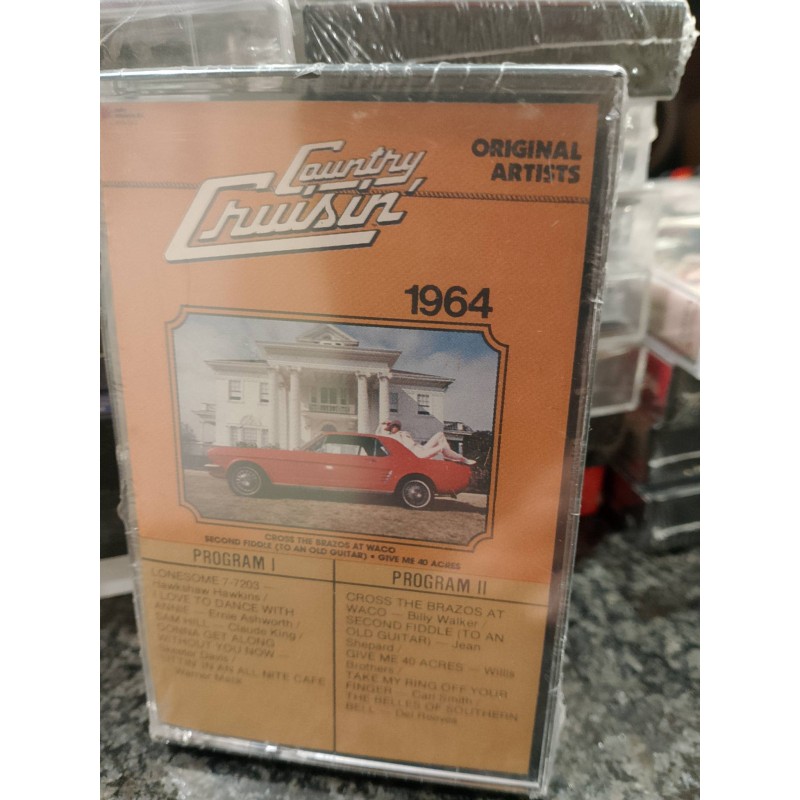 Country
Cruisin'
ORIGINAL
ARTISTS
1964
CROSS THE BRAZOS AT WACO
SECOND FIDDLE (TO AN OLD GUITAR) • GIVE ME 40 ACRES
PROGRAM I
LONESOME 7-7203 —
Hawkshaw Hawkins /
I LOVE TO DANCE WITH
ANNIE — Ernie Ashworth /
SAM HILL — Claude King /
GONNA GET ALONG
WITHOUT YOU NOW —
Skeeter Davis /
SITTIN' IN AN ALL NITE CAFE
— Warner Mack
PROGRAM II
CROSS THE BRAZOS AT
WACO — Billy Walker /
SECOND FIDDLE (TO AN
OLD GUITAR) — Jean
Shepard /
GIVE ME 40 ACRES — Willis
Brothers /
TAKE MY RING OFF YOUR
FINGER — Carl Smith /
THE BELLES OF SOUTHERN
BELL — Del Reeves